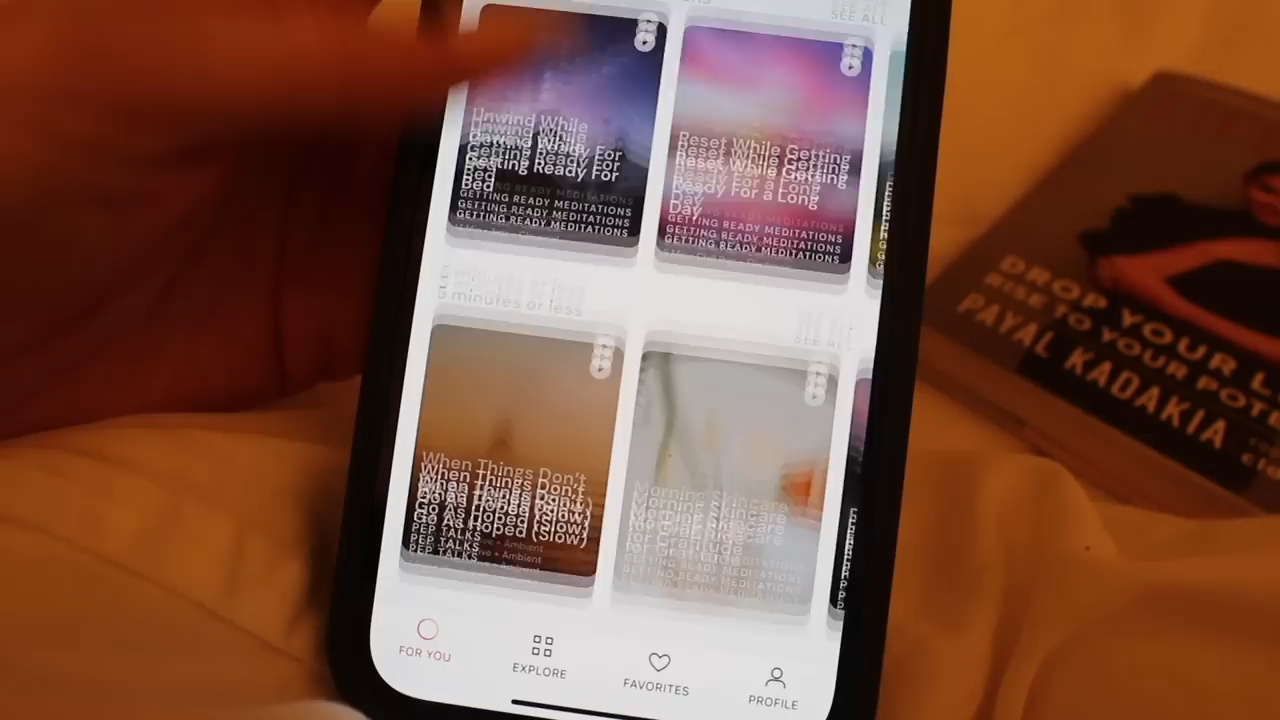 SEE ALL
Unwind While
Getting Ready For
Bed
GETTING READY MEDITATIONS
Reset While Getting
Ready For a Long
Day
GETTING READY MEDITATIONS
5 minutes or less
SEE ALL
When Things Don't
Go As Hoped (Slow)
PEP TALKS
Morning Skincare
for Gratitude
GETTING READY MEDITATIONS
FOR YOU
EXPLORE
FAVORITES
PROFILE
DROP YOUR
RISE TO YOUR
PAYAL KADAKIA